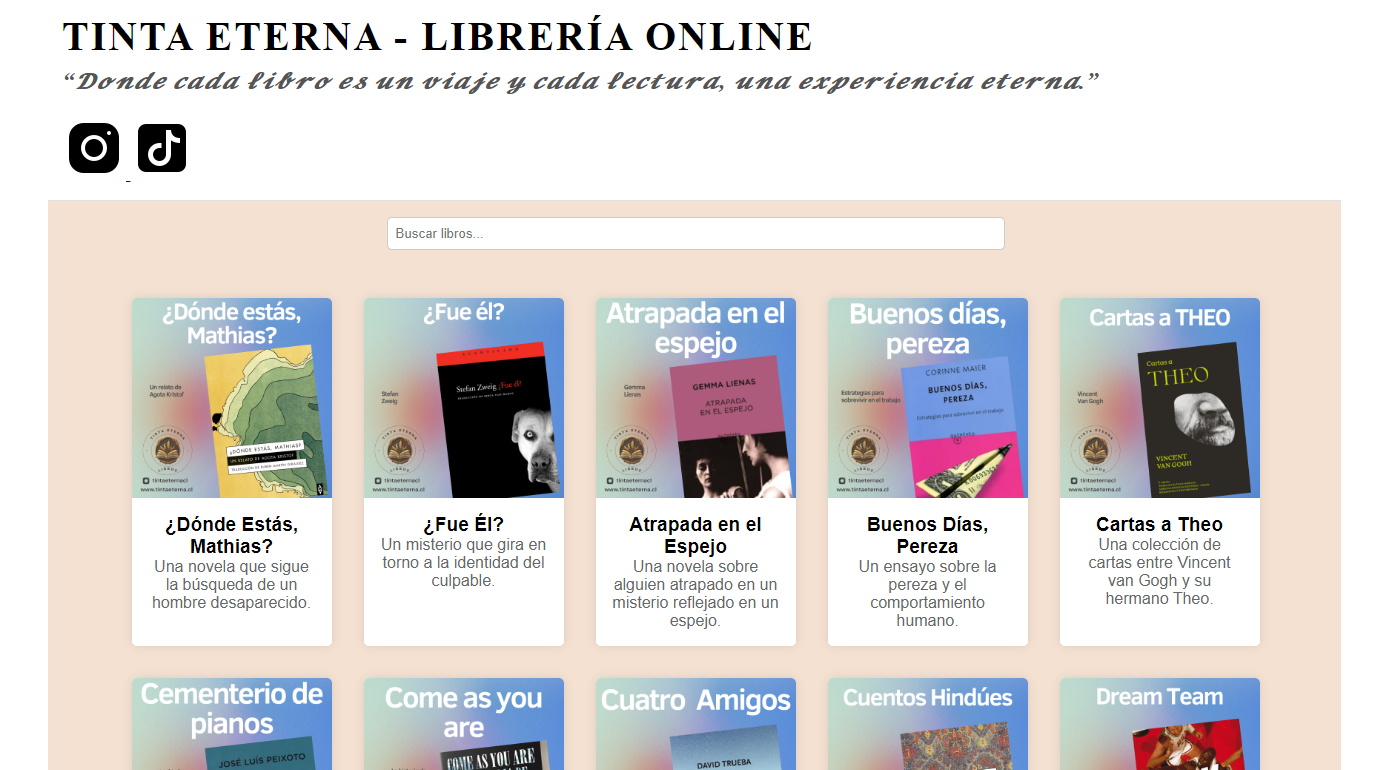 TINTA ETERNA - LIBRERÍA ONLINE
“Donde cada libro es un viaje y cada lectura, una experiencia eterna.”
Buscar libros...
¿Dónde estás,
Mathias?
Un relato de
Agota Kristof
¿DÓNDE ESTÁS, MATHIAS?
UN RELATO DE AGOTA KRISTOF
TINTA ETERNA
LIBROS
tintaeternacl
www.tintaeterna.cl
¿Fue él?
Stefan
Zweig
Stefan Zweig ¿Fue él?
TINTA ETERNA
LIBROS
tintaeternacl
www.tintaeterna.cl
Atrapada en el
espejo
Gemma
Lienas
GEMMA LIENAS
ATRAPADA
EN EL ESPEJO
TINTA ETERNA
LIBROS
tintaeternacl
www.tintaeterna.cl
Buenos días,
pereza
Estrategias para
sobrevivir en el trabajo
CORINNE MAIER
BUENOS DÍAS,
PEREZA
Estrategias para sobrevivir en el trabajo
TINTA ETERNA
LIBROS
tintaeternacl
www.tintaeterna.cl
Cartas a THEO
Vincent
Van Gogh
Cartas a
THEO
VINCENT
VAN GOGH
TINTA ETERNA
LIBROS
tintaeternacl
www.tintaeterna.cl
¿Dónde Estás,
Mathias?
Una novela que sigue
la búsqueda de un
hombre desaparecido.
¿Fue Él?
Un misterio que gira en
torno a la identidad del
culpable.
Atrapada en el
Espejo
Una novela sobre
alguien atrapado en un
misterio reflejado en un
espejo.
Buenos Días,
Pereza
Un ensayo sobre la
pereza y el
comportamiento
humano.
Cartas a Theo
Una colección de
cartas entre Vincent
van Gogh y su
hermano Theo.
Cementerio de
pianos
JOSÉ LUÍS PEIXOTO
Come as you
are
COME AS YOU ARE
Cuatro Amigos
DAVID TRUEBA
Cuentos Hindúes
Dream Team